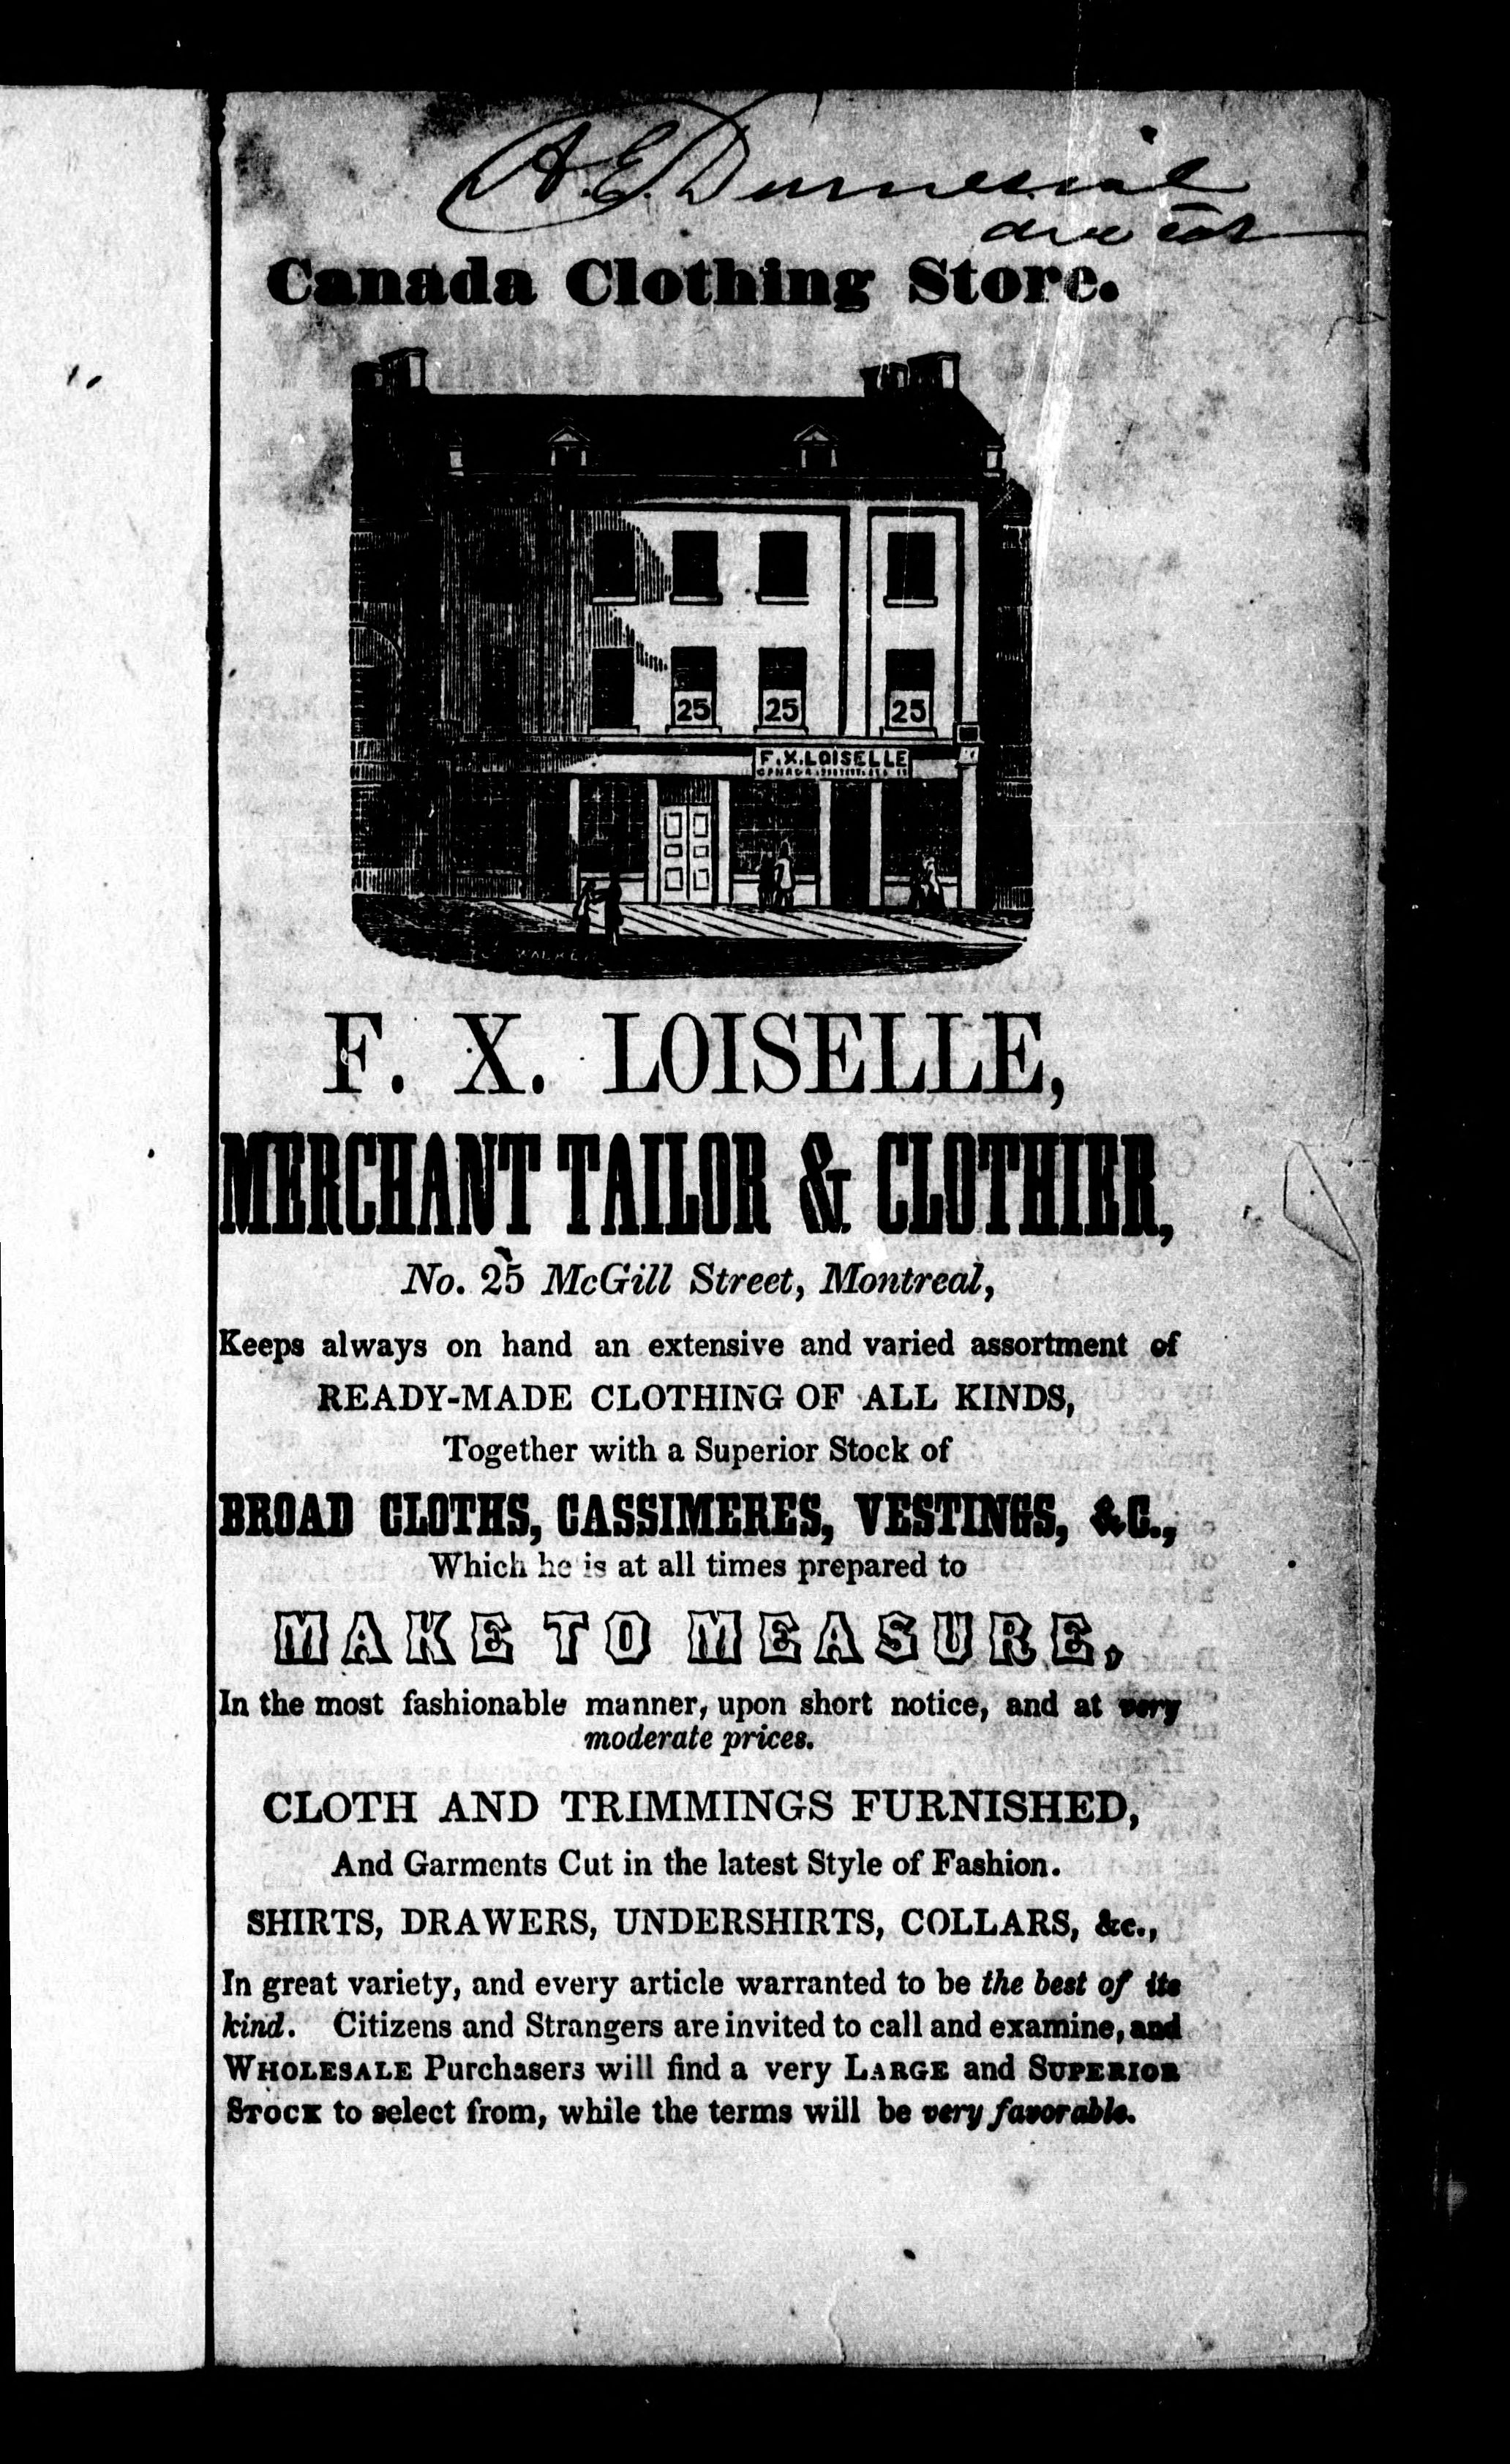 A. E.
Canada Clothing Store.
25 25 25
F. X. LOISELLE
CANADA
F. X. LOISELLE,
MERCHANT TAILOR & CLOTHIER,
No. 25 McGill Street, Montreal,
Keeps always on hand an extensive and varied assortment of
READY-MADE CLOTHING OF ALL KINDS,
Together with a Superior Stock of
BROAD CLOTHS, CASSIMERES, VESTINGS, &C.,
Which he is at all times prepared to
MAKE TO MEASURE,
In the most fashionable manner, upon short notice, and at very
moderate prices.
CLOTH AND TRIMMINGS FURNISHED,
And Garments Cut in the latest Style of Fashion.
SHIRTS, DRAWERS, UNDERSHIRTS, COLLARS, &c.,
In great variety, and every article warranted to be the best of its
kind. Citizens and Strangers are invited to call and examine, and
WHOLESALE Purchasers will find a very LARGE and SUPERIOR
STOCK to select from, while the terms will be very favorable.